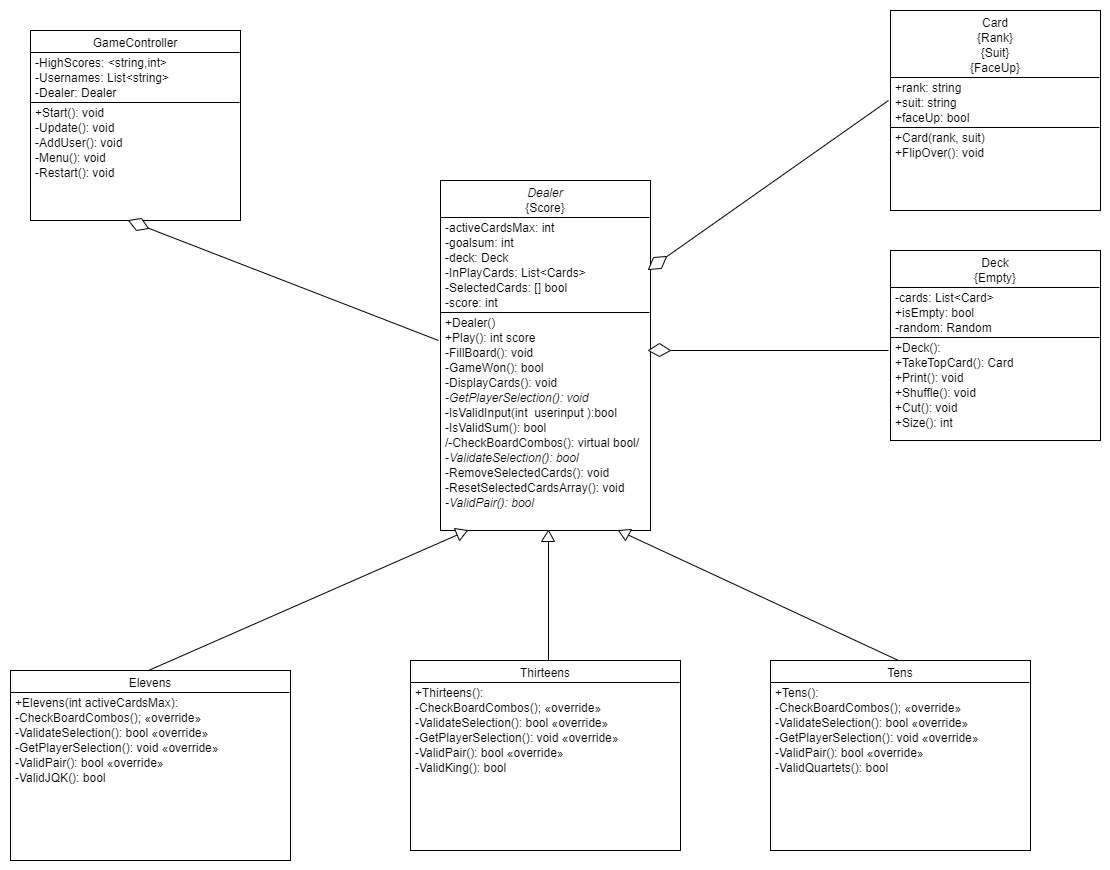 GameController
-HighScores: <string,int>
-Usernames: List<string>
-Dealer: Dealer
+Start(): void
-Update(): void
-AddUser(): void
-Menu(): void
-Restart(): void
Card
{Rank}
{Suit}
{FaceUp}
+rank: string
+suit: string
+faceUp: bool
+Card(rank, suit)
+FlipOver(): void
Dealer
{Score}
-activeCardsMax: int
-goalsum: int
-deck: Deck
-InPlayCards: List<Cards>
-SelectedCards: [] bool
-score: int
+Dealer()
+Play(): int score
-FillBoard(): void
-GameWon(): bool
-DisplayCards(): void
-GetPlayerSelection(): void
-IsValidInput(int  userinput ):bool
-IsValidSum(): bool
/-CheckBoardCombos(): virtual bool/
-ValidateSelection(): bool
-RemoveSelectedCards(): void
-ResetSelectedCardsArray(): void
-ValidPair(): bool
Deck
{Empty}
-cards: List<Card>
+isEmpty: bool
-random: Random
+Deck():
+TakeTopCard(): Card
+Print(): void
+Shuffle(): void
+Cut(): void
+Size(): int
Elevens
+Elevens(int activeCardsMax):
-CheckBoardCombos(); «override»
-ValidateSelection(): bool «override»
-GetPlayerSelection(): void «override»
-ValidPair(): bool «override»
-ValidJQK(): bool
Thirteens
+Thirteens():
-CheckBoardCombos(); «override»
-ValidateSelection(): bool «override»
-GetPlayerSelection(): void «override»
-ValidPair(): bool «override»
-ValidKing(): bool
Tens
+Tens():
-CheckBoardCombos(); «override»
-ValidateSelection(): bool «override»
-GetPlayerSelection(): void «override»
-ValidPair(): bool «override»
-ValidQuartets(): bool